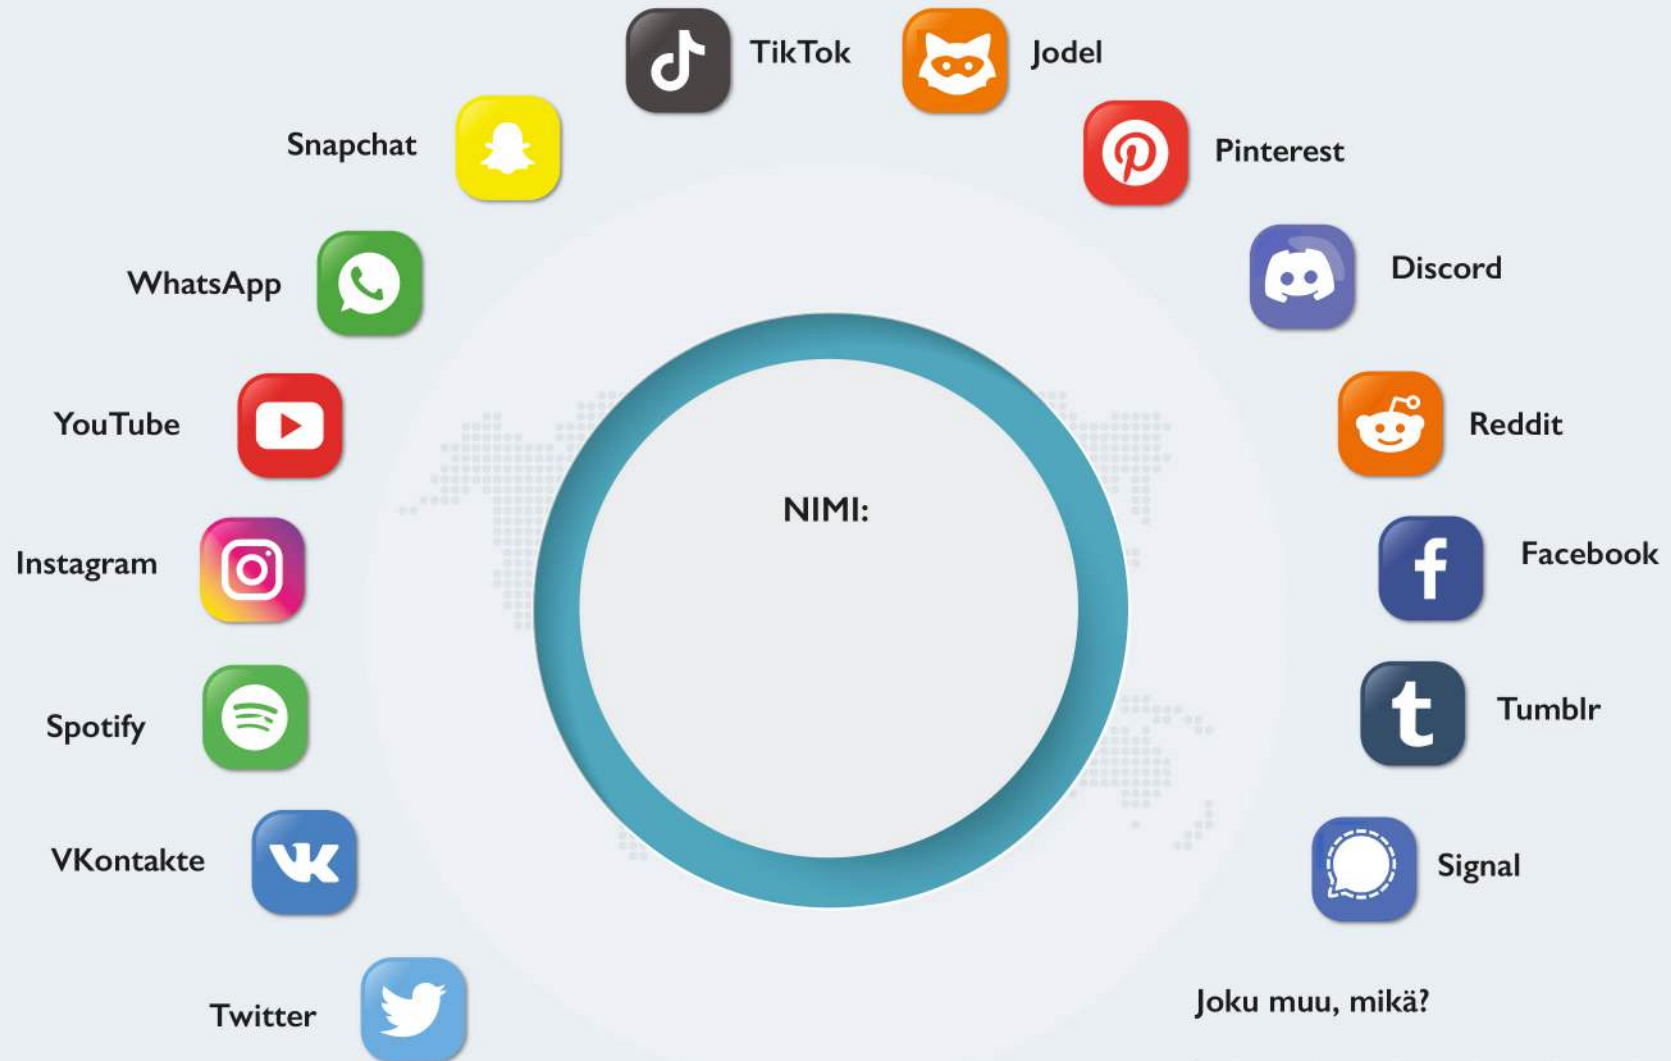 TikTok
Jodel
Snapchat
Pinterest
WhatsApp
Discord
YouTube
Reddit
NIMI:
Instagram
Facebook
Spotify
Tumblr
VKontakte
Signal
Twitter
Joku muu, mikä?